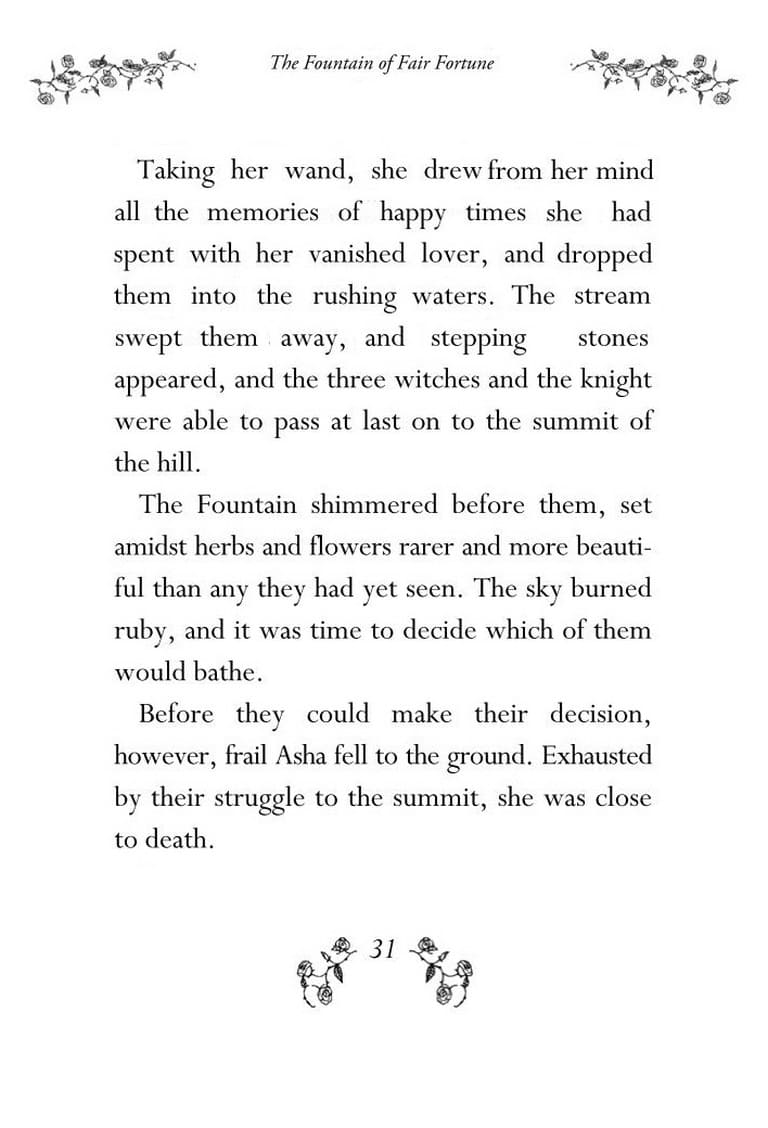 The Fountain of Fair Fortune
Taking her wand, she drew from her mind
all the memories of happy times she had
spent with her vanished lover, and dropped
them into the rushing waters. The stream
swept them away, and stepping stones
appeared, and the three witches and the knight
were able to pass at last on to the summit of
the hill.
The Fountain shimmered before them, set
amidst herbs and flowers rarer and more beauti-
ful than any they had yet seen. The sky burned
ruby, and it was time to decide which of them
would bathe.
Before they could make their decision,
however, frail Asha fell to the ground. Exhausted
by their struggle to the summit, she was close
to death.
31